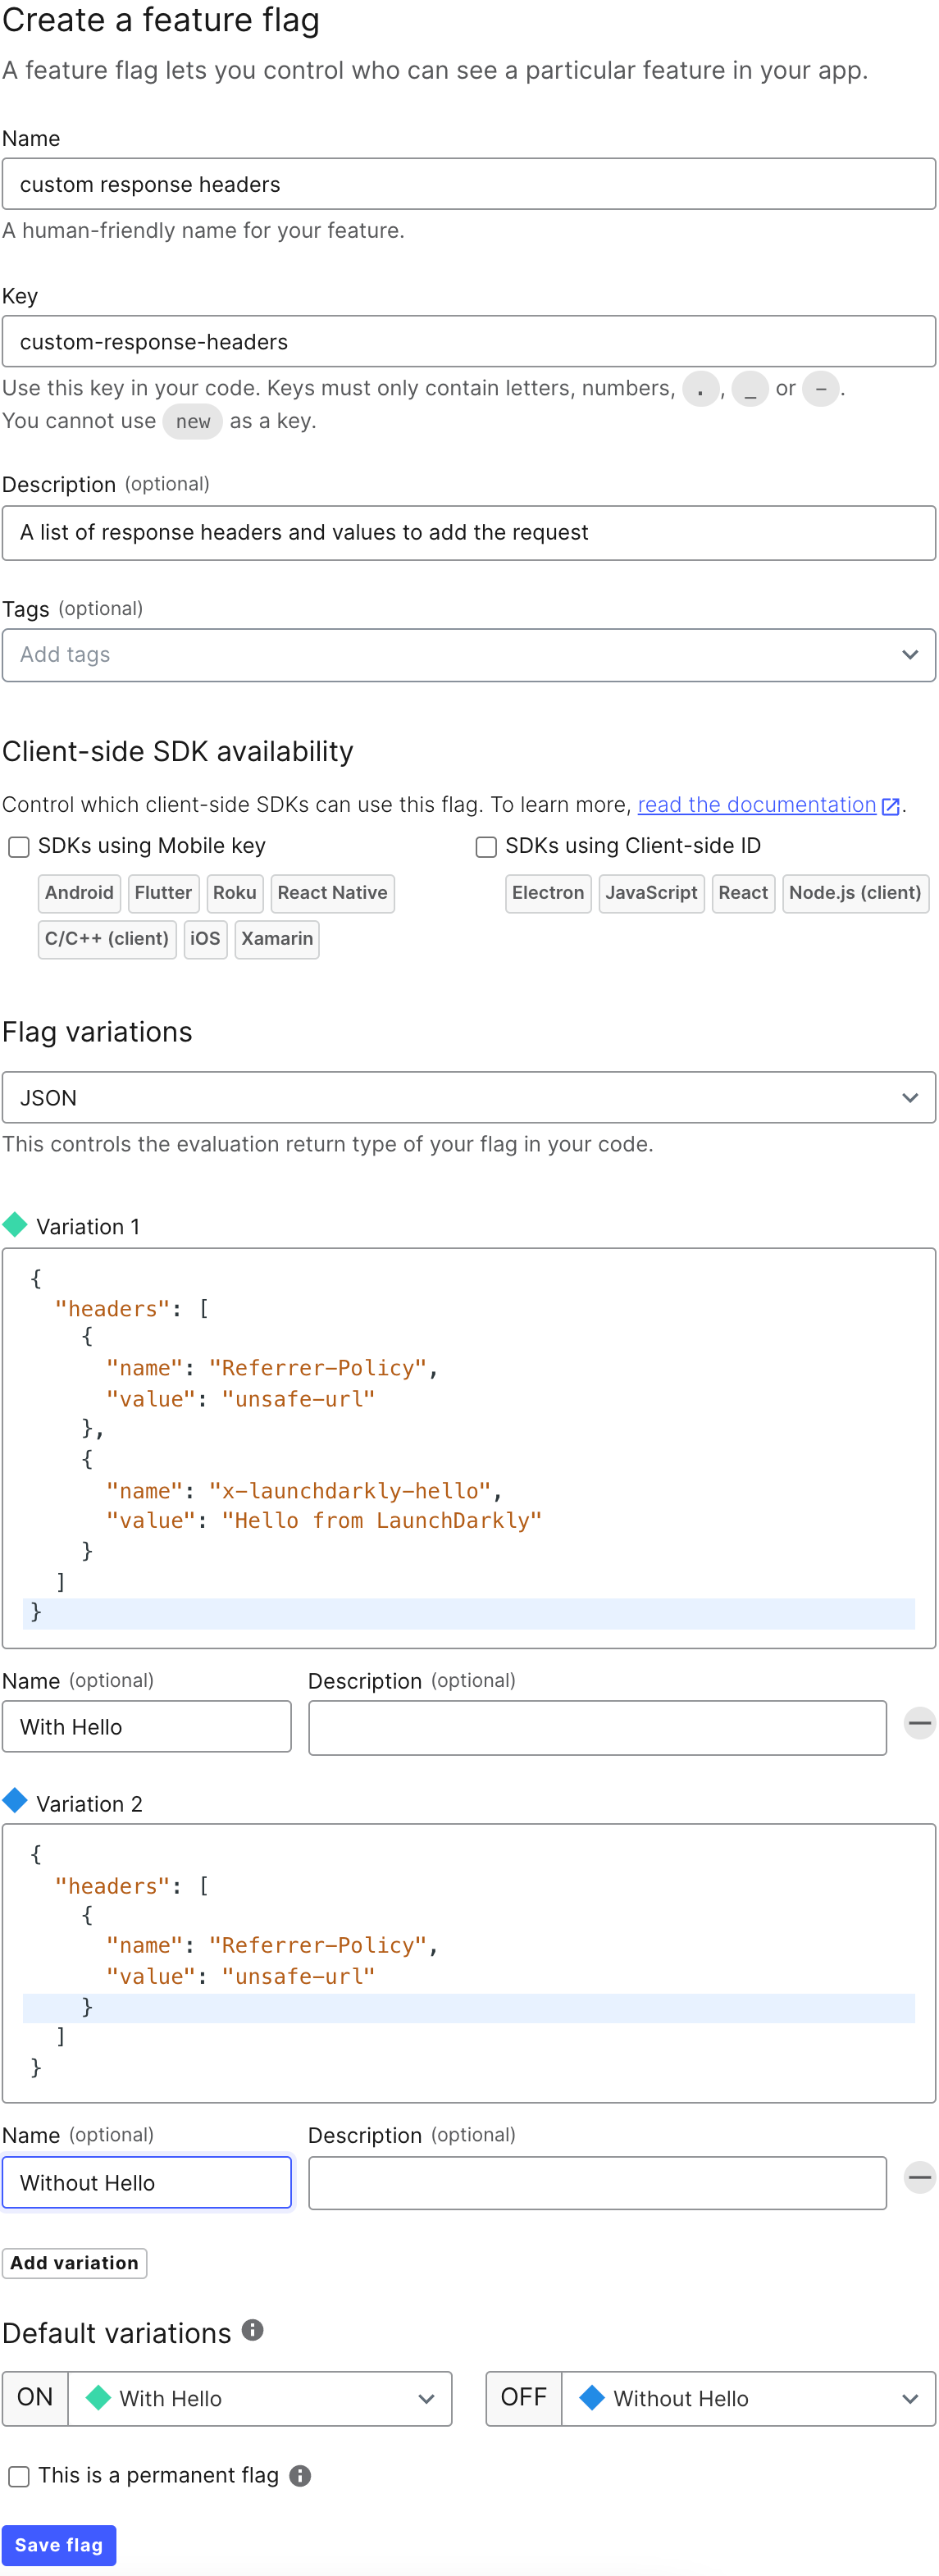 Create a feature flag
A feature flag lets you control who can see a particular feature in your app.
Name
custom response headers
A human-friendly name for your feature.
Key
custom-response-headers
Use this key in your code. Keys must only contain letters, numbers, . , _ or - .
You cannot use new as a key.
Description (optional)
A list of response headers and values to add the request
Tags (optional)
Add tags
Client-side SDK availability
Control which client-side SDKs can use this flag. To learn more, read the documentation.
SDKs using Mobile key
Android Flutter Roku React Native
C/C++ (client) iOS Xamarin
SDKs using Client-side ID
Electron JavaScript React Node.js (client)
Flag variations
JSON
This controls the evaluation return type of your flag in your code.
Variation 1
{
"headers": [
{
"name": "Referrer-Policy",
"value": "unsafe-url"
},
{
"name": "x-launchdarkly-hello",
"value": "Hello from LaunchDarkly"
}
]
}
Name (optional) Description (optional)
With Hello
Variation 2
{
"headers": [
{
"name": "Referrer-Policy",
"value": "unsafe-url"
}
]
}
Name (optional) Description (optional)
Without Hello
Add variation
Default variations
ON With Hello OFF Without Hello
This is a permanent flag
Save flag